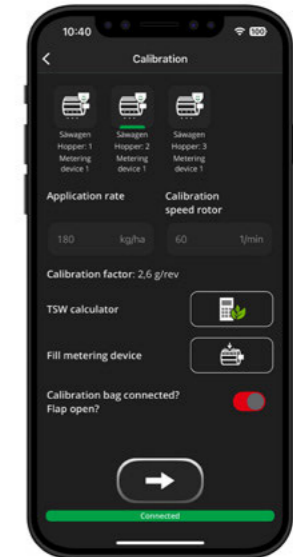 10:40
100
Calibration
Säwagen
Hopper: 1
Metering
device 1
Säwagen
Hopper: 2
Metering
device 1
Säwagen
Hopper: 3
Metering
device 1
Application rate
Calibration
speed rotor
180 kg/ha
60 1/min
Calibration factor: 2,6 g/rev
TSW calculator
Fill metering device
Calibration bag connected?
Flap open?
Connected